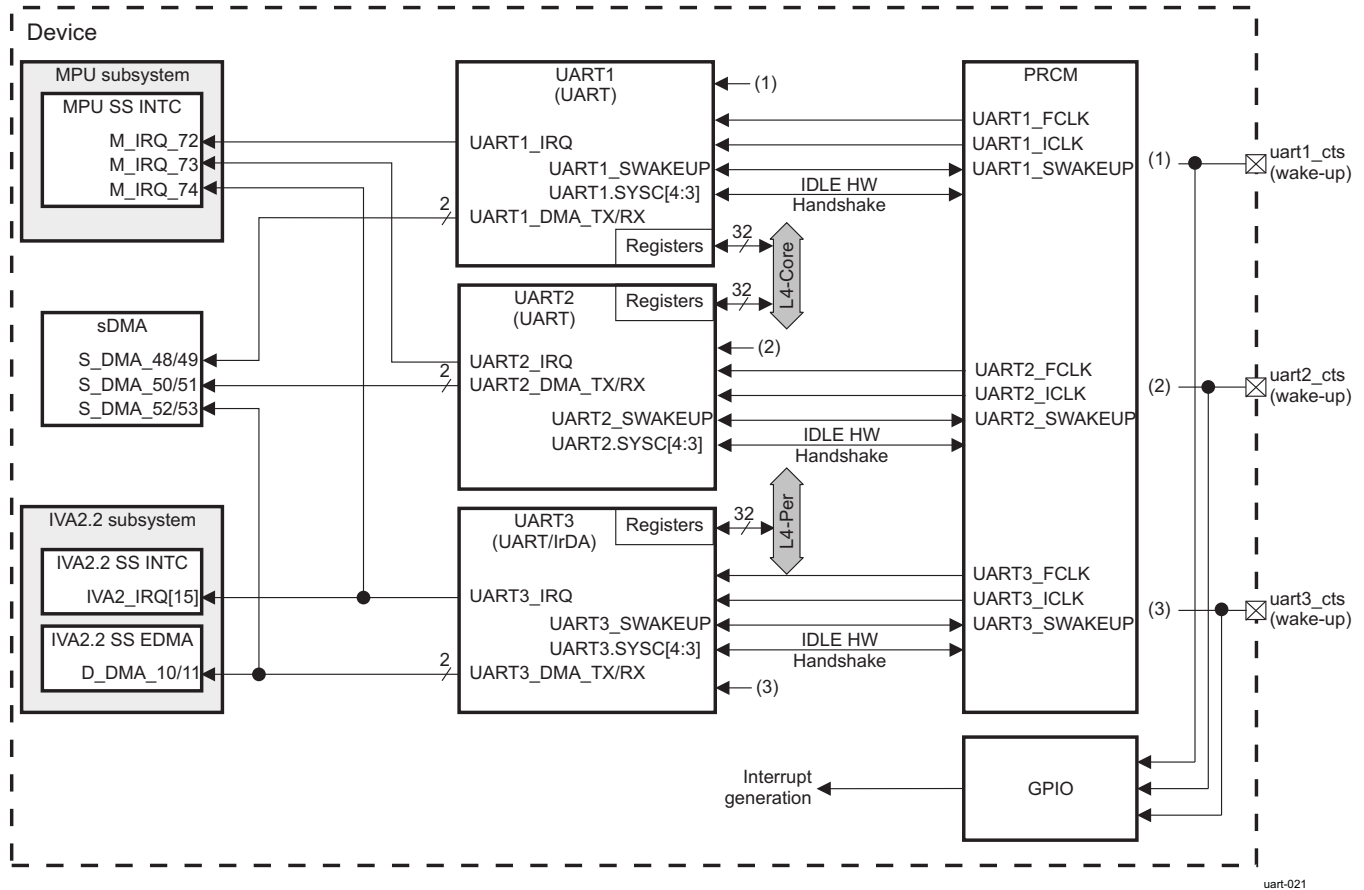 Device
MPU subsystem
MPU SS INTC
M_IRQ_72
M_IRQ_73
M_IRQ_74
sDMA
S_DMA_48/49
S_DMA_50/51
S_DMA_52/53
IVA2.2 subsystem
IVA2.2 SS INTC
IVA2_IRQ[15]
IVA2.2 SS EDMA
D_DMA_10/11
2
2
2
UART1
(UART)
(1)
UART1_IRQ
UART1_SWAKEUP
UART1.SYSC[4:3]
UART1_DMA_TX/RX
Registers
32
IDLE HW
Handshake
L4-Core
UART2
(UART)
Registers
32
(2)
UART2_IRQ
UART2_DMA_TX/RX
UART2_SWAKEUP
UART2.SYSC[4:3]
IDLE HW
Handshake
L4-Per
UART3
(UART/IrDA)
Registers
32
UART3_IRQ
UART3_SWAKEUP
UART3.SYSC[4:3]
UART3_DMA_TX/RX
IDLE HW
Handshake
(3)
PRCM
UART1_FCLK
UART1_ICLK
UART1_SWAKEUP
UART2_FCLK
UART2_ICLK
UART2_SWAKEUP
UART3_FCLK
UART3_ICLK
UART3_SWAKEUP
(1)
uart1_cts
(wake-up)
(2)
uart2_cts
(wake-up)
(3)
uart3_cts
(wake-up)
Interrupt
generation
GPIO
uart-021